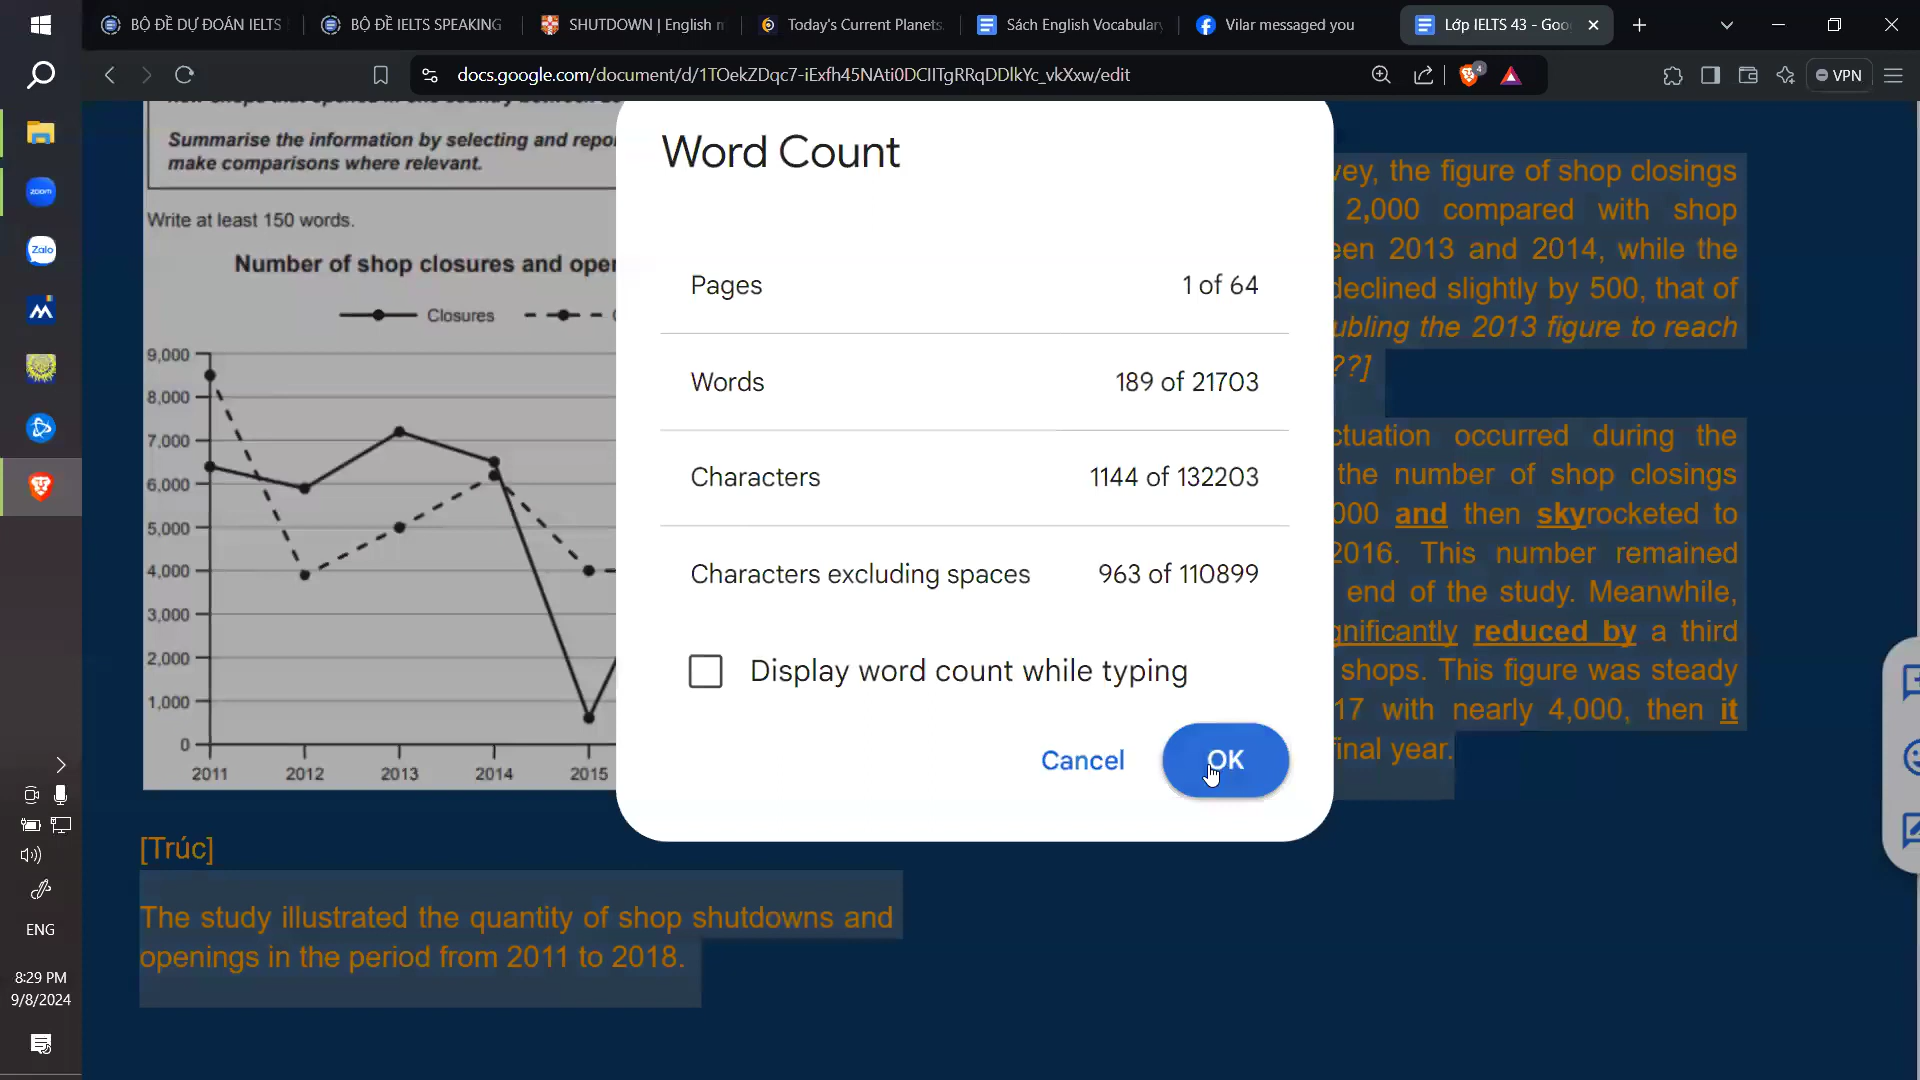 BỘ ĐỀ DỰ ĐOÁN IELTS
BỘ ĐỀ IELTS SPEAKING
SHUTDOWN | English
Today's Current Planets
Sách English Vocabulary
Vilar messaged you
Lớp IELTS 43 - Goo
docs.google.com/document/d/1TOekZDqc7-iExfh45NAti0DCIITgRRqDDlkYc_vkXxw/edit
4
VPN
Summarise the information by selecting and repo
make comparisons where relevant.
Write at least 150 words.
Number of shop closures and ope
Closures
9,000
8,000
7,000
6,000
5,000
4,000
3,000
2,000
1,000
0
2011 2012 2013 2014 2015
[Trúc]
The study illustrated the quantity of shop shutdowns and
openings in the period from 2011 to 2018.
Word Count
Pages 1 of 64
Words 189 of 21703
Characters 1144 of 132203
Characters excluding spaces 963 of 110899
Display word count while typing
Cancel OK
vey, the figure of shop closings
2,000 compared with shop
een 2013 and 2014, while the
declined slightly by 500, that of
ubling the 2013 figure to reach
??]
ctuation occurred during the
the number of shop closings
000 and then skyrocketed to
2016. This number remained
end of the study. Meanwhile,
gnificantly reduced by a third
shops. This figure was steady
17 with nearly 4,000, then it
final year.
zoom
Zalo
ENG
8:29 PM
9/8/2024